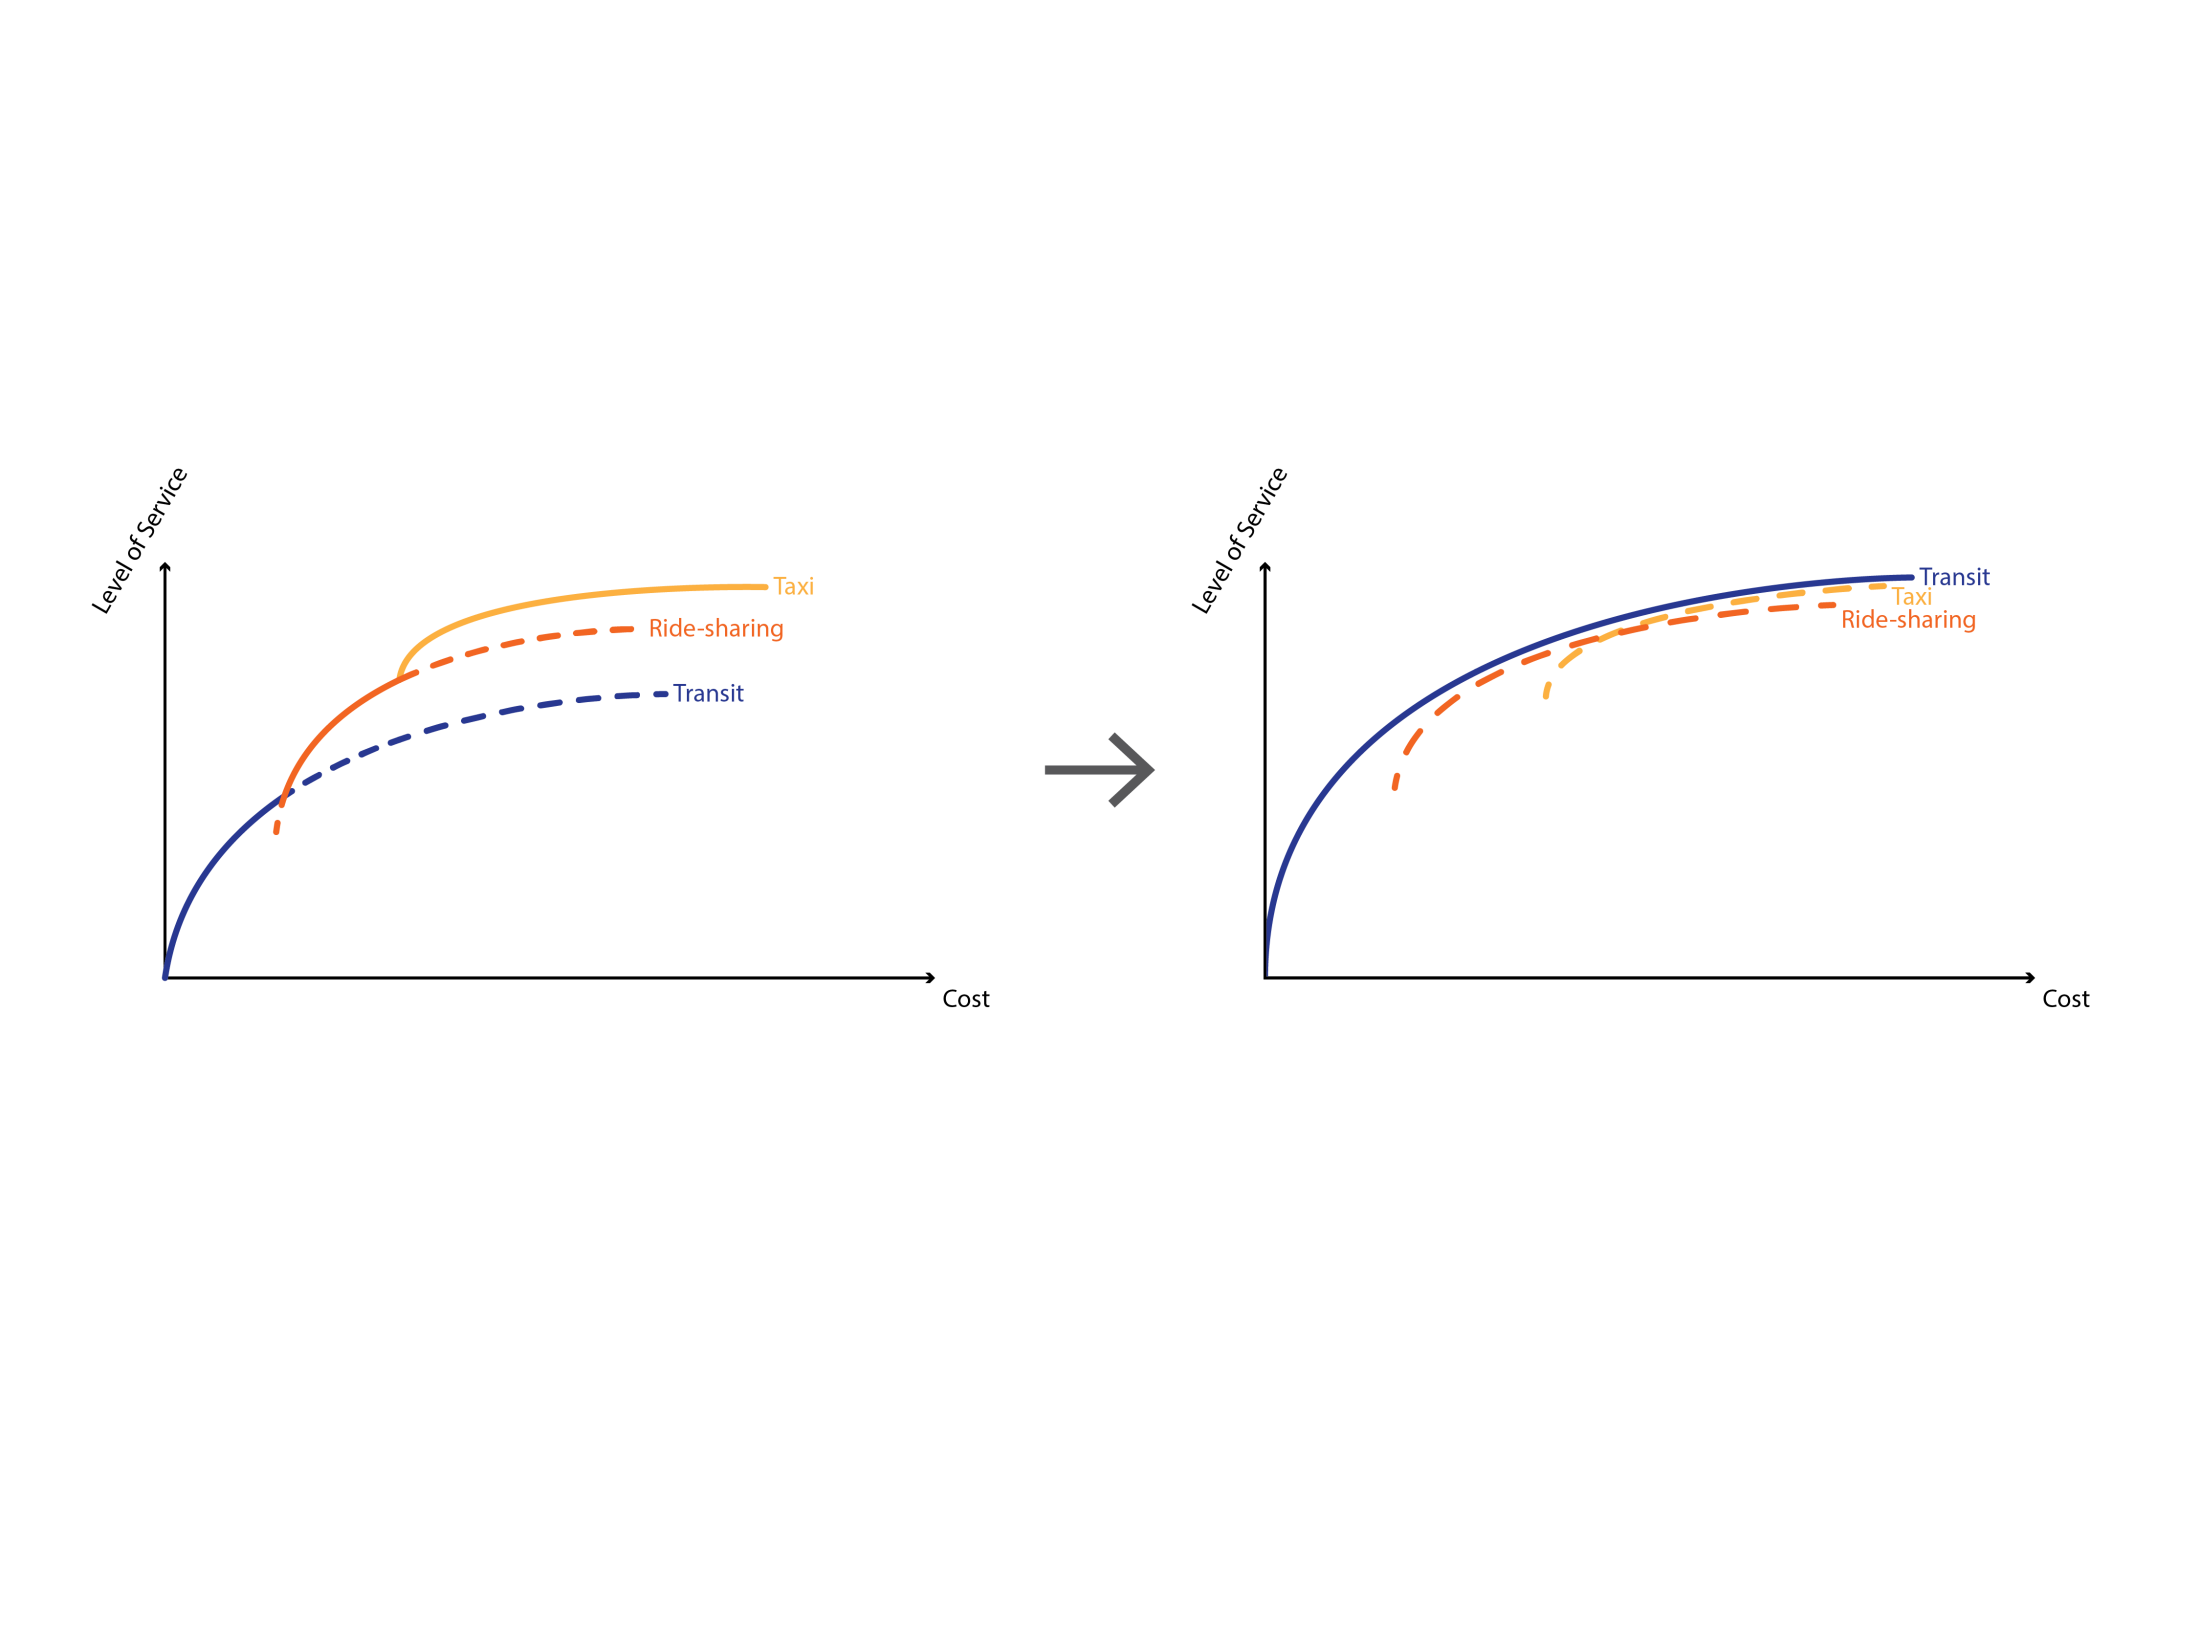 Level of Service
Taxi
Ride-sharing
Transit
Cost
Level of Service
Transit
Taxi
Ride-sharing
Cost